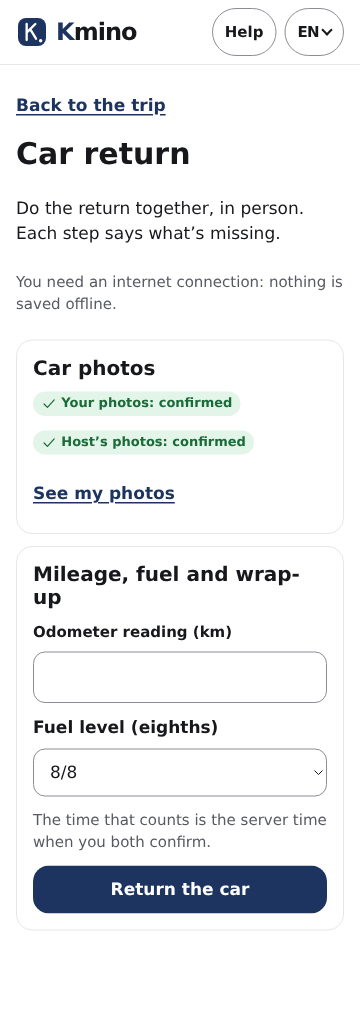 K. Kmino
Help
EN
Back to the trip
Car return
Do the return together, in person.
Each step says what’s missing.
You need an internet connection: nothing is
saved offline.
Car photos
Your photos: confirmed
Host’s photos: confirmed
See my photos
Mileage, fuel and wrap-
up
Odometer reading (km)
Fuel level (eighths)
8/8
The time that counts is the server time
when you both confirm.
Return the car